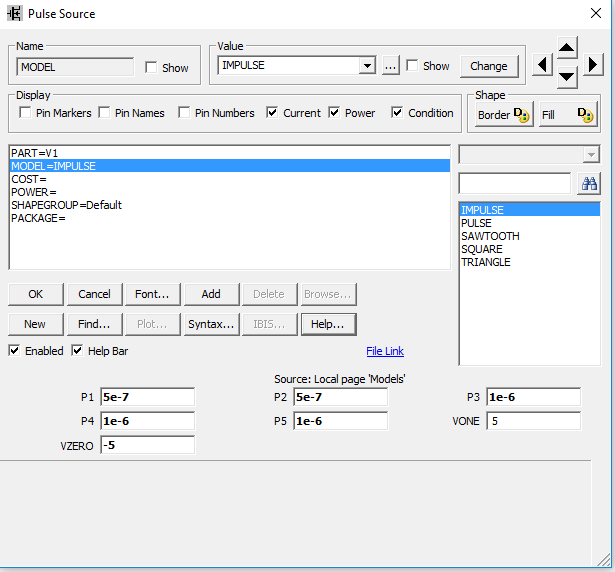 Pulse Source
Name
MODEL
Show
Value
IMPULSE
...
Show
Change
Display
Pin Markers
Pin Names
Pin Numbers
Current
Power
Condition
Shape
Border
Fill
PART=V1
MODEL=IMPULSE
COST=
POWER=
SHAPEGROUP=Default
PACKAGE=
IMPULSE
PULSE
SAWTOOTH
SQUARE
TRIANGLE
OK
Cancel
Font...
Add
Delete
Browse...
New
Find...
Plot...
Syntax...
IBIS...
Help...
Enabled
Help Bar
File Link
Source: Local page 'Models'
P1 5e-7
P2 5e-7
P3 1e-6
P4 1e-6
P5 1e-6
VONE 5
VZERO -5